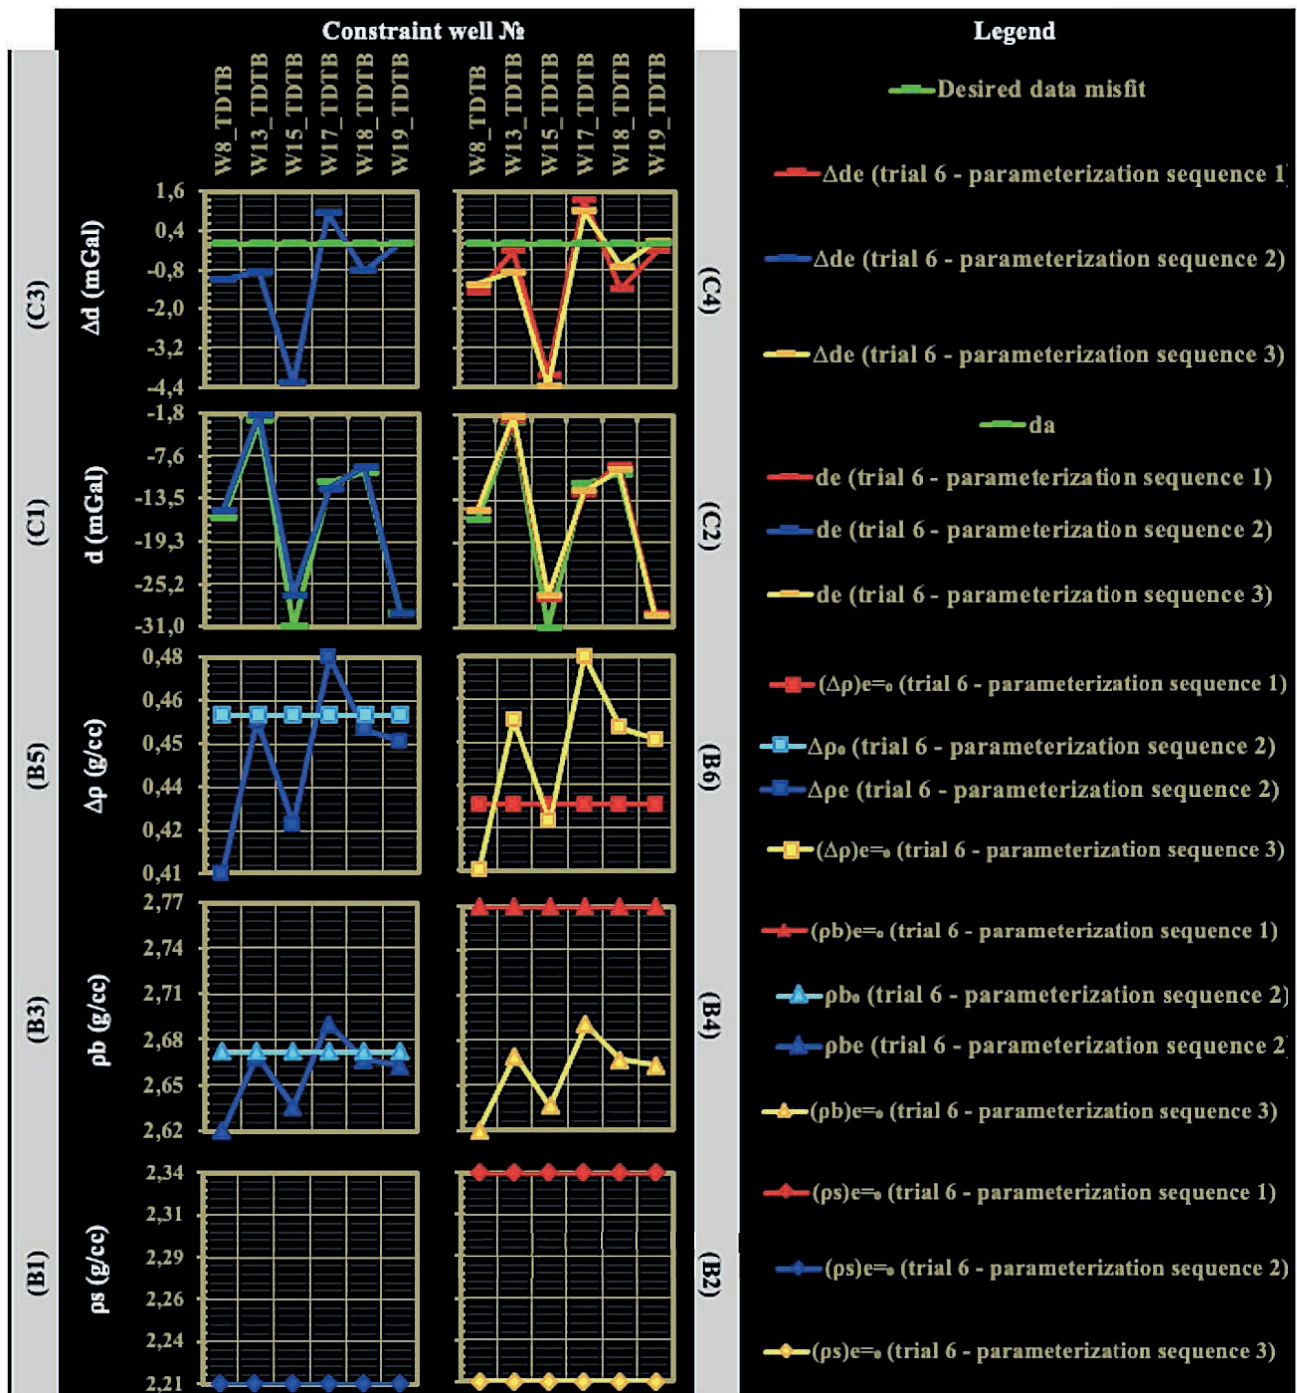 Constraint well №
W8_TDTB
W13_TDTB
W15_TDTB
W17_TDTB
W18_TDTB
W19_TDTB
W8_TDTB
W13_TDTB
W15_TDTB
W17_TDTB
W18_TDTB
W19_TDTB
(C3)
Δd (mGal)
1,6
0,4
-0,8
-2,0
-3,2
-4,4
(C4)
(C1)
d (mGal)
-1,8
-7,6
-13,5
-19,3
-25,2
-31,0
(C2)
(B5)
Δρ (g/cc)
0,48
0,46
0,45
0,44
0,42
0,41
(B6)
(B3)
ρb (g/cc)
2,77
2,74
2,71
2,68
2,65
2,62
(B4)
(B1)
ρs (g/cc)
2,34
2,31
2,29
2,26
2,24
2,21
(B2)
Legend
Desired data misfit
Δde (trial 6 - parameterization sequence 1
Δde (trial 6 - parameterization sequence 2)
Δde (trial 6 - parameterization sequence 3)
da
de (trial 6 - parameterization sequence 1)
de (trial 6 - parameterization sequence 2)
de (trial 6 - parameterization sequence 3)
(Δρ)e=₀ (trial 6 - parameterization sequence 1)
Δρ₀ (trial 6 - parameterization sequence 2)
Δρe (trial 6 - parameterization sequence 2)
(Δρ)e=₀ (trial 6 - parameterization sequence 3)
(ρb)e=₀ (trial 6 - parameterization sequence 1)
ρb₀ (trial 6 - parameterization sequence 2)
ρbe (trial 6 - parameterization sequence 2
(ρb)e=₀ (trial 6 - parameterization sequence 3)
(ρs)e=₀ (trial 6 - parameterization sequence 1)
(ρs)e=₀ (trial 6 - parameterization sequence 2)
(ρs)e=₀ (trial 6 - parameterization sequence 3)